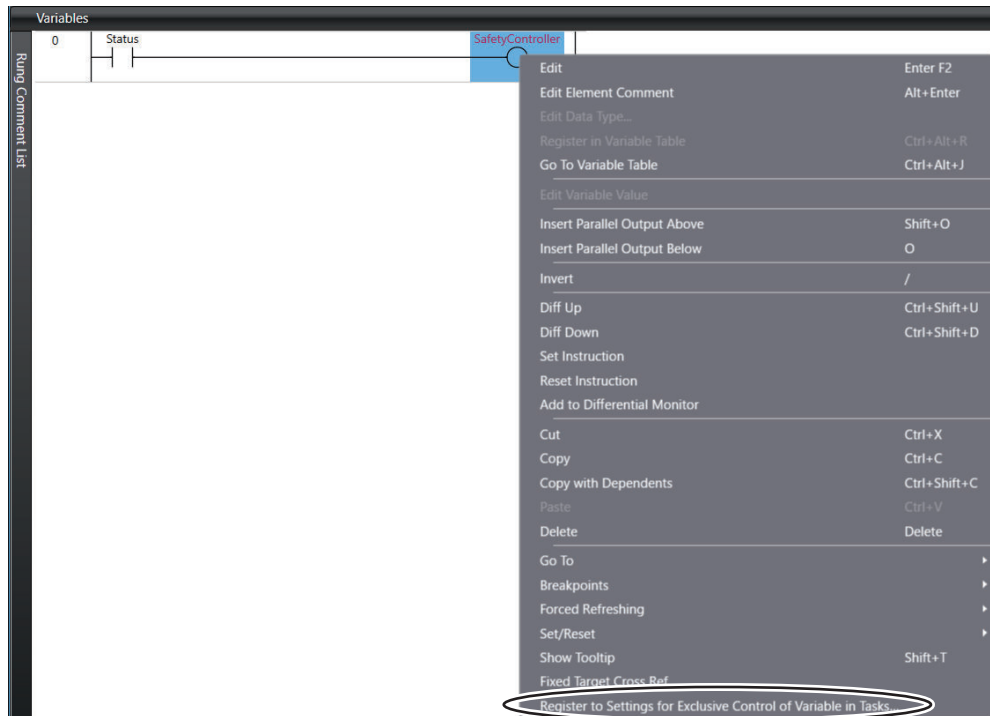 Variables
0 Status SafetyController
Rung Comment List
Edit Enter F2
Edit Element Comment Alt+Enter
Edit Data Type...
Register in Variable Table Ctrl+Alt+R
Go To Variable Table Ctrl+Alt+J
Edit Variable Value
Insert Parallel Output Above Shift+O
Insert Parallel Output Below O
Invert /
Diff Up Ctrl+Shift+U
Diff Down Ctrl+Shift+D
Set Instruction
Reset Instruction
Add to Differential Monitor
Cut Ctrl+X
Copy Ctrl+C
Copy with Dependents Ctrl+Shift+C
Paste Ctrl+V
Delete Delete
Go To
Breakpoints
Forced Refreshing
Set/Reset
Show Tooltip Shift+T
Fixed Target Cross Ref
Register to Settings for Exclusive Control of Variable in Tasks...